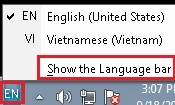 EN English (United States)
VI Vietnamese (Vietnam)
Show the Language bar
EN